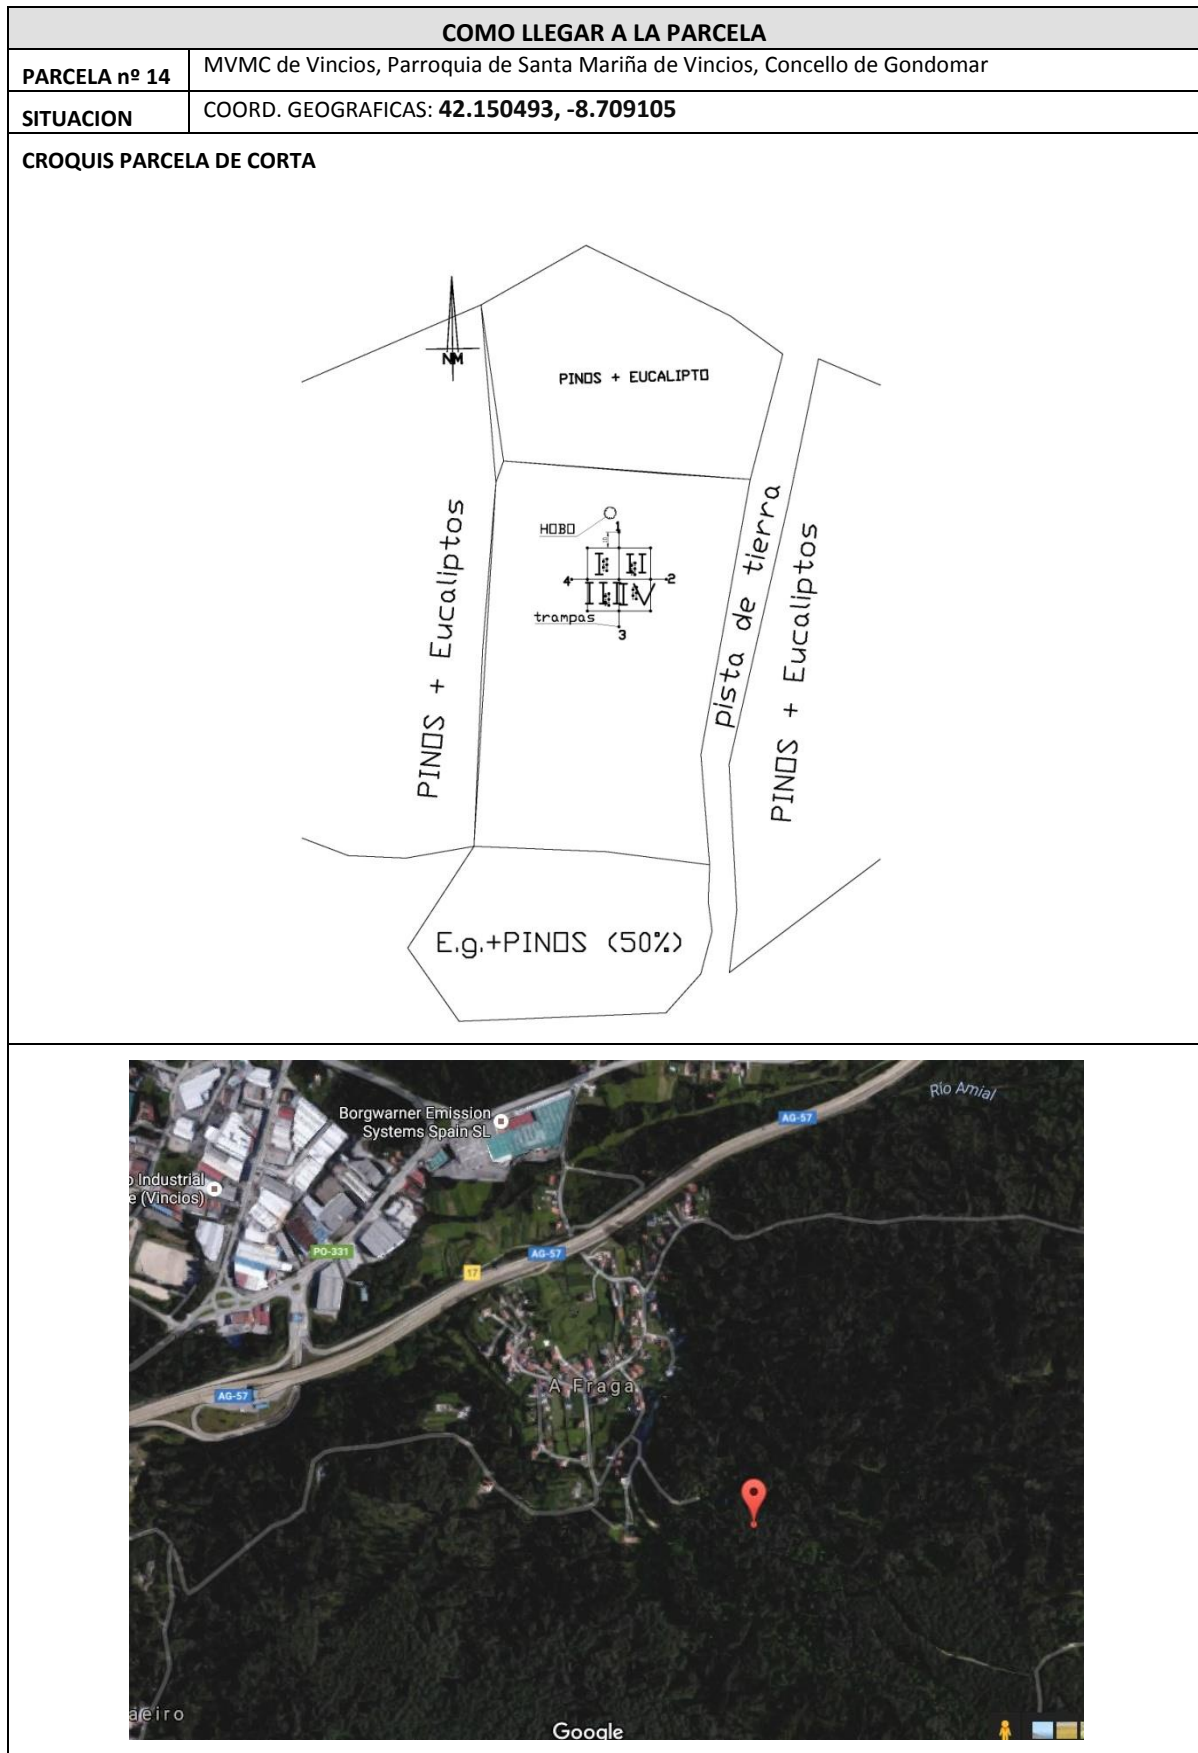 COMO LLEGAR A LA PARCELA
PARCELA nº 14
MVMC de Vincios, Parroquia de Santa Mariña de Vincios, Concello de Gondomar
SITUACION
COORD. GEOGRAFICAS: 42.150493, -8.709105
CROQUIS PARCELA DE CORTA
NM
PINOS + EUCALIPTO
HOBO
1
10
I
II
4
2
III
IV
trampas
3
PINOS + Eucaliptos
pista de tierra
PINOS + Eucaliptos
E.g.+PINOS (50%)
Río Amial
Borgwarner Emission
Systems Spain SL
AG-57
o Industrial
e (Vincios)
PO-331
AG-57
17
A Fraga
AG-57
aeiro
Google